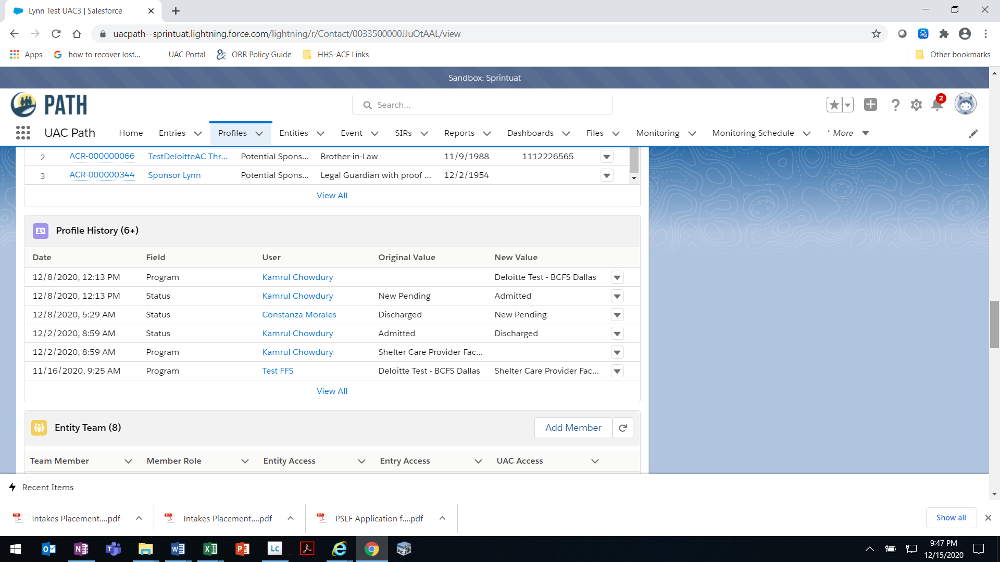 Lynn Test UAC3 | Salesforce
uacpath--sprintuat.lightning.force.com/lightning/r/Contact/0033500000JJuOtAAL/view
Apps how to recover lost... UAC Portal ORR Policy Guide HHS-ACF Links Other bookmarks
Sandbox: Sprintuat
PATH Search... 2
UAC Path Home Entries Profiles Entities Event SIRs Reports Dashboards Files Monitoring Monitoring Schedule * More
2 ACR-000000066 TestDeloitteAC Thr... Potential Spons... Brother-in-Law 11/9/1988 1112226565
3 ACR-000000344 Sponsor Lynn Potential Spons... Legal Guardian with proof ... 12/2/1954
View All
Profile History (6+)
Date Field User Original Value New Value
12/8/2020, 12:13 PM Program Kamrul Chowdury Deloitte Test - BCFS Dallas
12/8/2020, 12:13 PM Status Kamrul Chowdury New Pending Admitted
12/8/2020, 5:29 AM Status Constanza Morales Discharged New Pending
12/2/2020, 8:59 AM Status Kamrul Chowdury Admitted Discharged
12/2/2020, 8:59 AM Program Kamrul Chowdury Shelter Care Provider Fac...
11/16/2020, 9:25 AM Program Test FFS Deloitte Test - BCFS Dallas Shelter Care Provider Fac...
View All
Entity Team (8) Add Member
Team Member Member Role Entity Access Entry Access UAC Access
Recent Items
Intakes Placement....pdf Intakes Placement....pdf PSLF Application f....pdf Show all
9:47 PM
12/15/2020